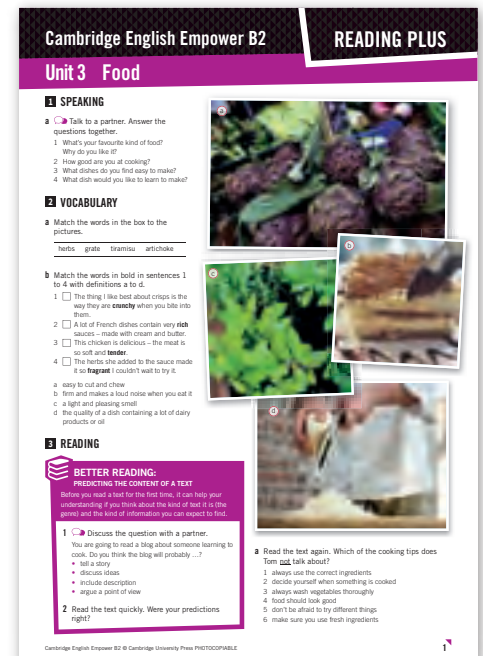 Cambridge English Empower B2
READING PLUS
Unit 3 Food
1 SPEAKING
a Talk to a partner. Answer the
questions together.
1 What's your favourite kind of food?
Why do you like it?
2 How good are you at cooking?
3 What dishes do you find easy to make?
4 What dish would you like to learn to make?
2 VOCABULARY
a Match the words in the box to the
pictures.
herbs grate tiramisu artichoke
b Match the words in bold in sentences 1
to 4 with definitions a to d.
1 The thing I like best about crisps is the
way they are crunchy when you bite into
them.
2 A lot of French dishes contain very rich
sauces – made with cream and butter.
3 This chicken is delicious – the meat is
so soft and tender.
4 The herbs she added to the sauce made
it so fragrant I couldn't wait to try it.
a easy to cut and chew
b firm and makes a loud noise when you eat it
c a light and pleasing smell
d the quality of a dish containing a lot of dairy
products or oil
a
b
c
d
3 READING
BETTER READING:
PREDICTING THE CONTENT OF A TEXT
Before you read a text for the first time, it can help your
understanding if you think about the kind of text it is (the
genre) and the kind of information you can expect to find.
1 Discuss the question with a partner.
You are going to read a blog about someone learning to
cook. Do you think the blog will probably …?
• tell a story
• discuss ideas
• include description
• argue a point of view
2 Read the text quickly. Were your predictions
right?
a Read the text again. Which of the cooking tips does
Tom not talk about?
1 always use the correct ingredients
2 decide yourself when something is cooked
3 always wash vegetables thoroughly
4 food should look good
5 don't be afraid to try different things
6 make sure you use fresh ingredients
Cambridge English Empower B2 © Cambridge University Press PHOTOCOPIABLE
1